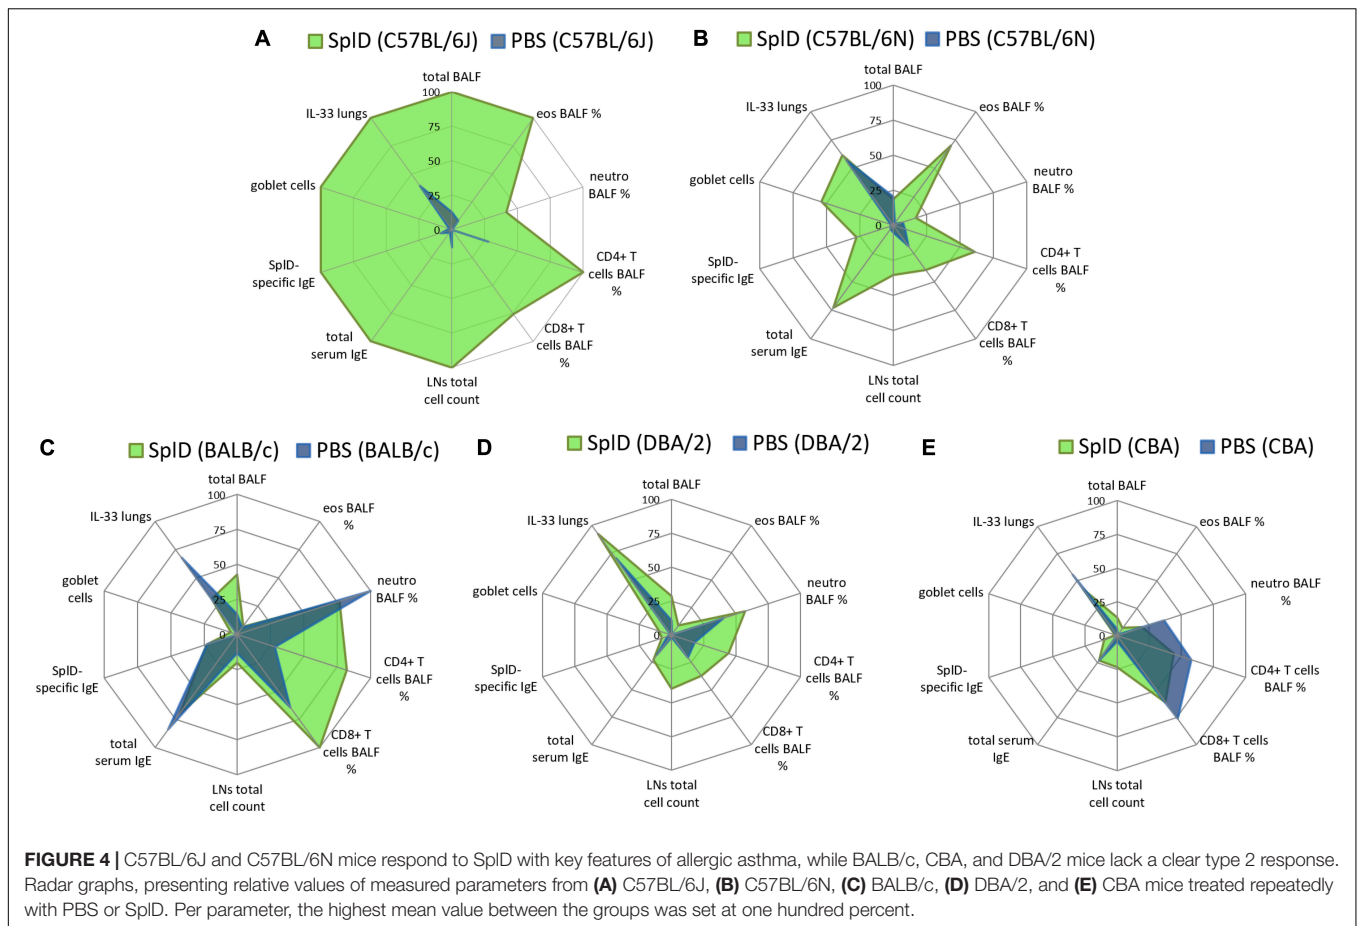 A
SplD (C57BL/6J) PBS (C57BL/6J)
total BALF
100
IL-33 lungs
eos BALF %
75
50
goblet cells
neutro
BALF %
25
0
SplD-
specific IgE
CD4+ T
cells BALF
%
total
serum IgE
CD8+ T
cells BALF
%
LNs total
cell count
B
SplD (C57BL/6N) PBS (C57BL/6N)
total BALF
100
IL-33 lungs
eos BALF %
75
50
goblet cells
neutro
BALF %
25
0
SplD-
specific IgE
CD4+ T
cells BALF
%
total
serum IgE
CD8+ T
cells BALF
%
LNs total
cell count
C
SplD (BALB/c) PBS (BALB/c)
total BALF
100
IL-33 lungs
eos BALF
%
75
50
goblet
cells
neutro
BALF %
25
0
SplD-
specific IgE
CD4+ T
cells BALF
%
total
serum IgE
CD8+ T
cells BALF
%
LNs total
cell count
D
SplD (DBA/2) PBS (DBA/2)
total BALF
100
IL-33 lungs
eos BALF %
75
50
goblet cells
neutro
BALF %
25
0
SplD-
specific IgE
CD4+ T
cells BALF
%
total
serum IgE
CD8+ T
cells BALF
%
LNs total
cell count
E
SplD (CBA) PBS (CBA)
total BALF
100
IL-33 lungs
eos BALF %
75
50
goblet cells
neutro BALF
%
25
0
SplD-
specific IgE
CD4+ T cells
BALF %
total serum
IgE
CD8+ T cells
BALF %
LNs total
cell count
FIGURE 4 | C57BL/6J and C57BL/6N mice respond to SplD with key features of allergic asthma, while BALB/c, CBA, and DBA/2 mice lack a clear type 2 response.
Radar graphs, presenting relative values of measured parameters from (A) C57BL/6J, (B) C57BL/6N, (C) BALB/c, (D) DBA/2, and (E) CBA mice treated repeatedly
with PBS or SplD. Per parameter, the highest mean value between the groups was set at one hundred percent.